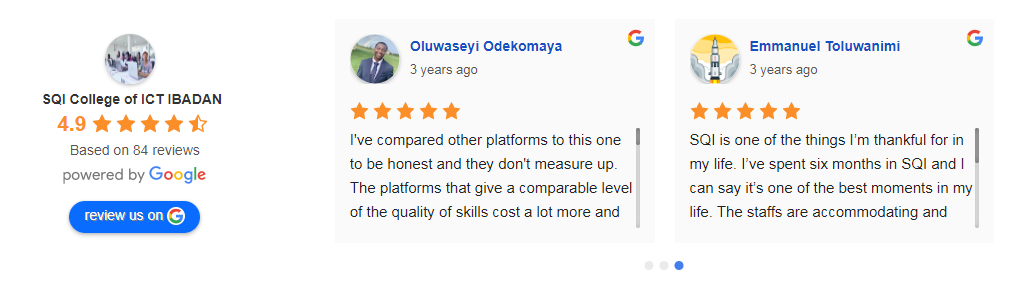 SQI College of ICT IBADAN
4.9
Based on 84 reviews
powered by Google
review us on
Oluwaseyi Odekomaya
3 years ago
I've compared other platforms to this one
to be honest and they don't measure up.
The platforms that give a comparable level
of the quality of skills cost a lot more and
Emmanuel Toluwanimi
3 years ago
SQI is one of the things I’m thankful for in
my life. I’ve spent six months in SQI and I
can say it’s one of the best moments in my
life. The staffs are accommodating and